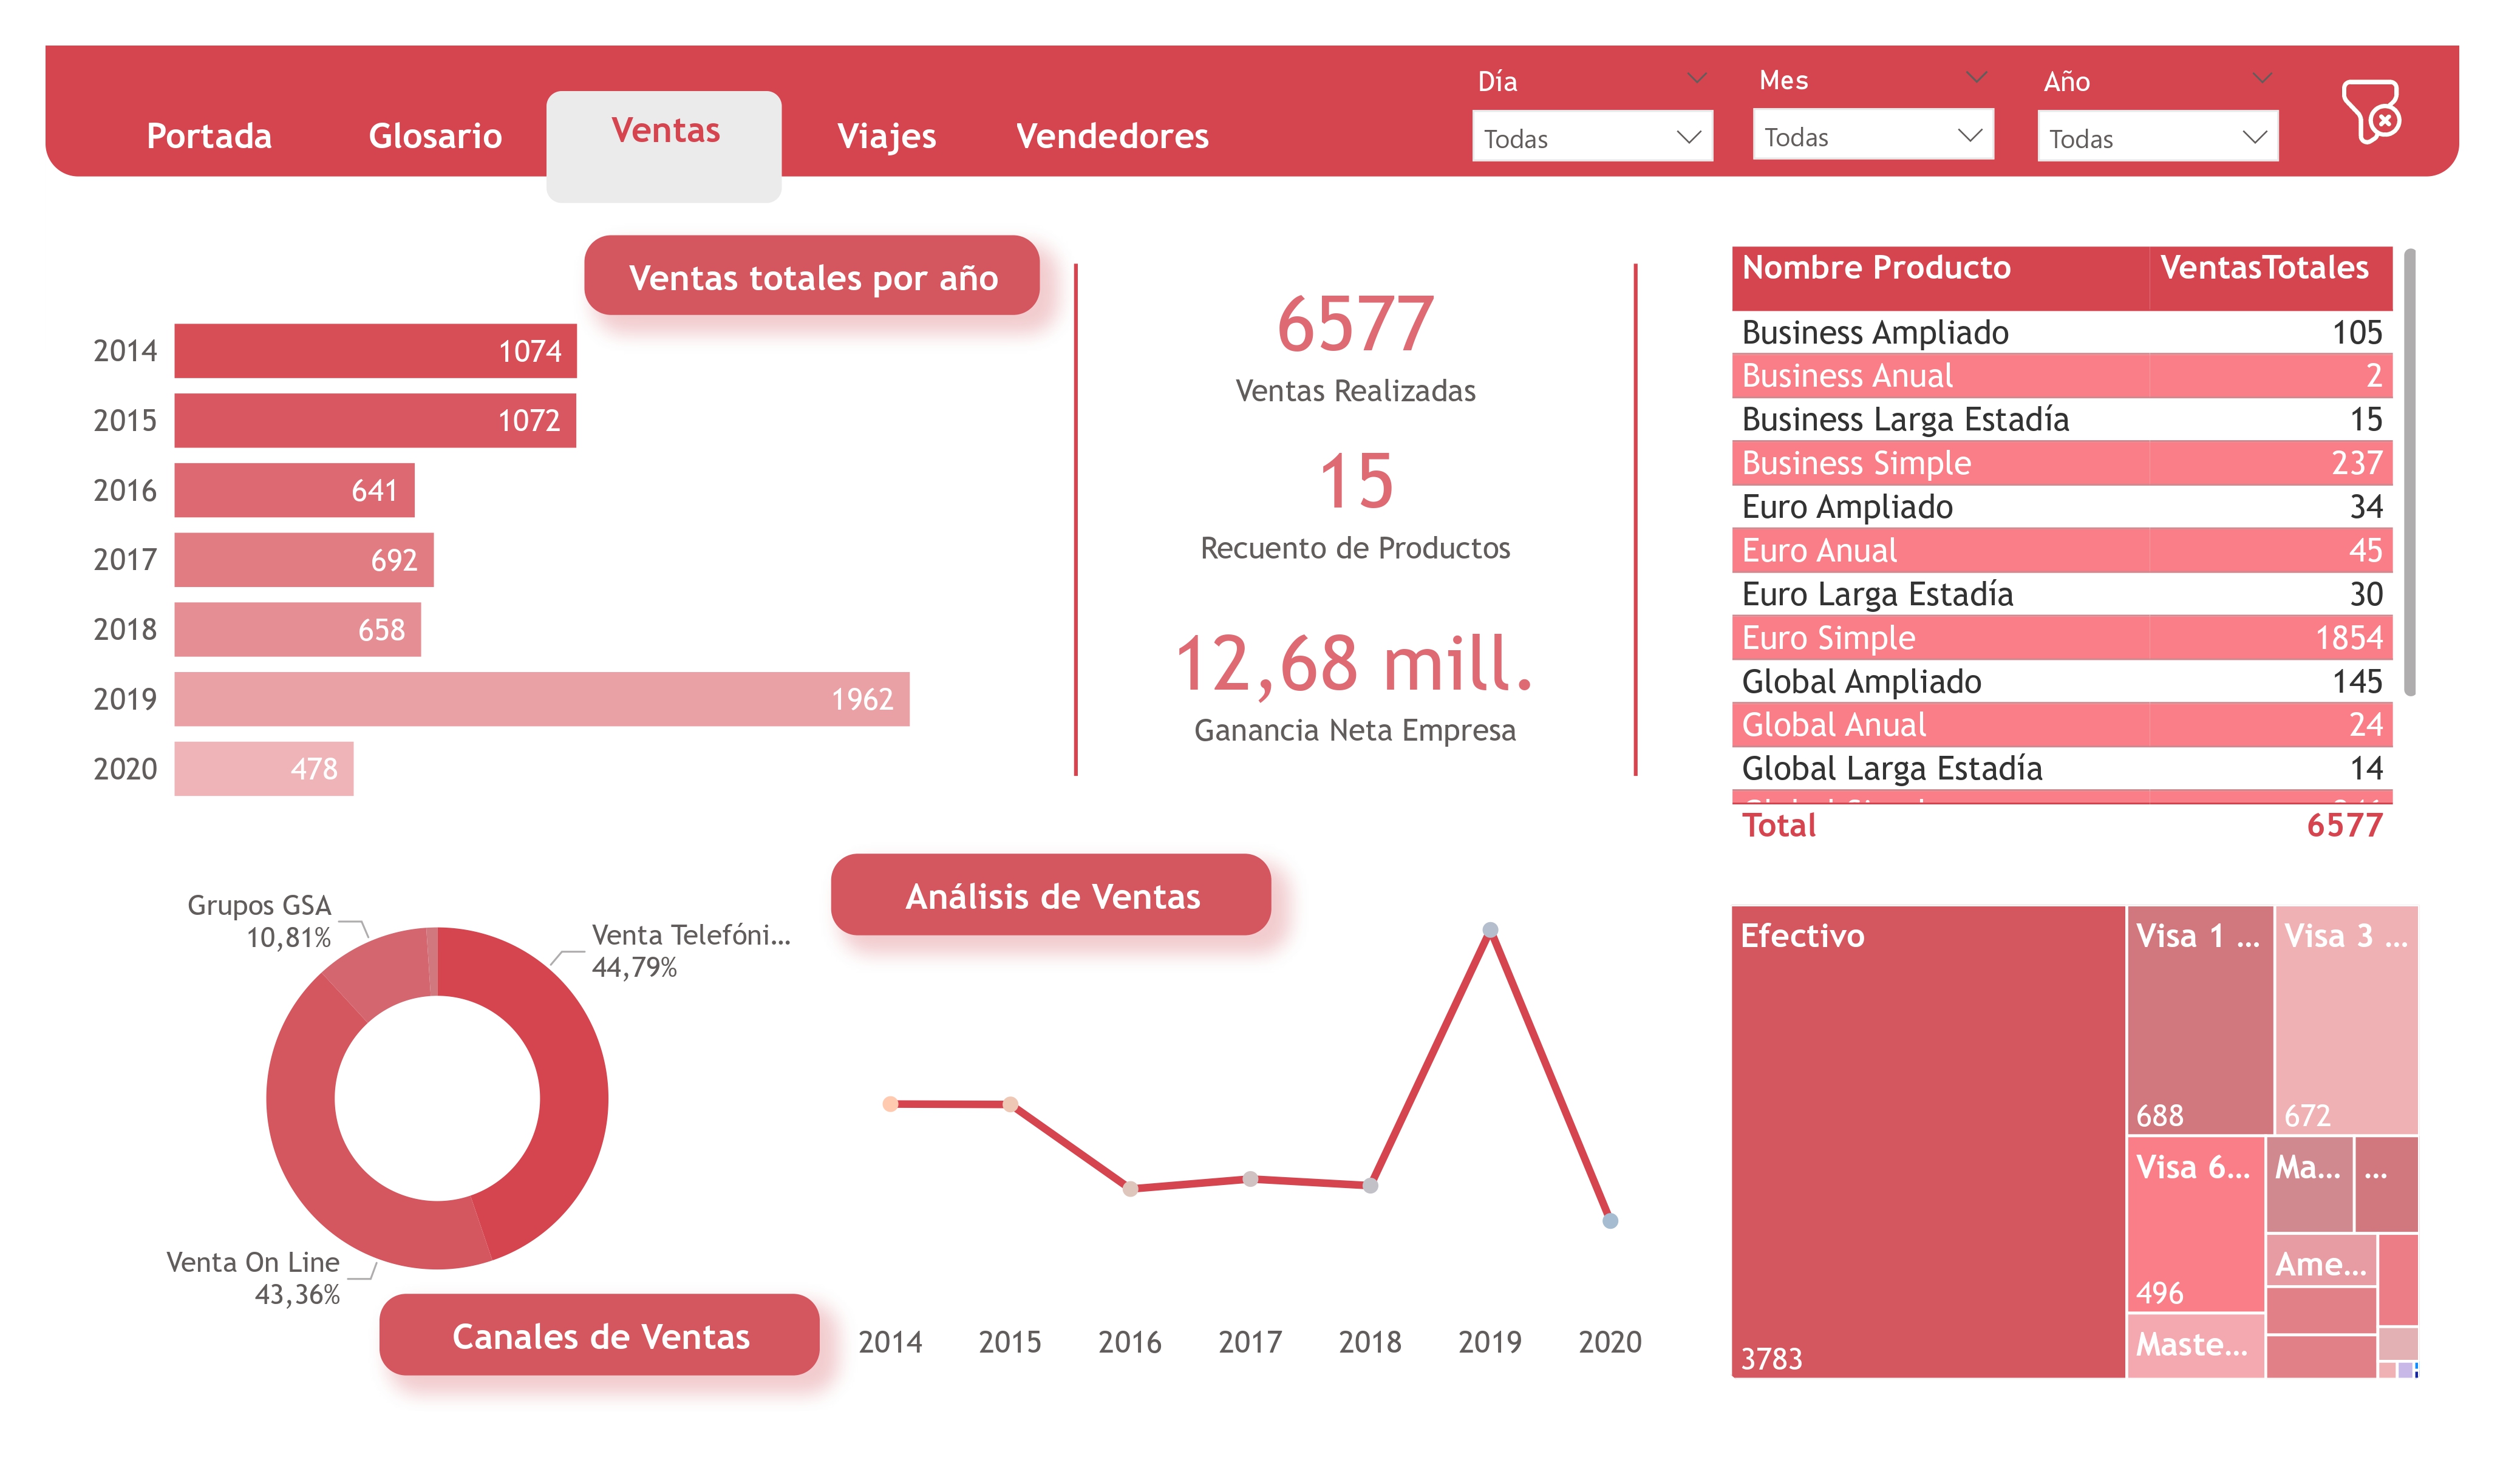 Portada
Glosario
Ventas
Viajes
Vendedores
Día
Todas
Mes
Todas
Año
Todas
Ventas totales por año
2014 1074
2015 1072
2016 641
2017 692
2018 658
2019 1962
2020 478
6577
Ventas Realizadas
15
Recuento de Productos
12,68 mill.
Ganancia Neta Empresa
Nombre Producto VentasTotales
Business Ampliado 105
Business Anual 2
Business Larga Estadía 15
Business Simple 237
Euro Ampliado 34
Euro Anual 45
Euro Larga Estadía 30
Euro Simple 1854
Global Ampliado 145
Global Anual 24
Global Larga Estadía 14
Total 6577
Grupos GSA
10,81%
Venta Telefóni...
44,79%
Venta On Line
43,36%
Canales de Ventas
Análisis de Ventas
2014 2015 2016 2017 2018 2019 2020
Efectivo
3783
Visa 1 ...
688
Visa 3 ...
672
Visa 6...
496
Ma...
...
Ame...
Maste...